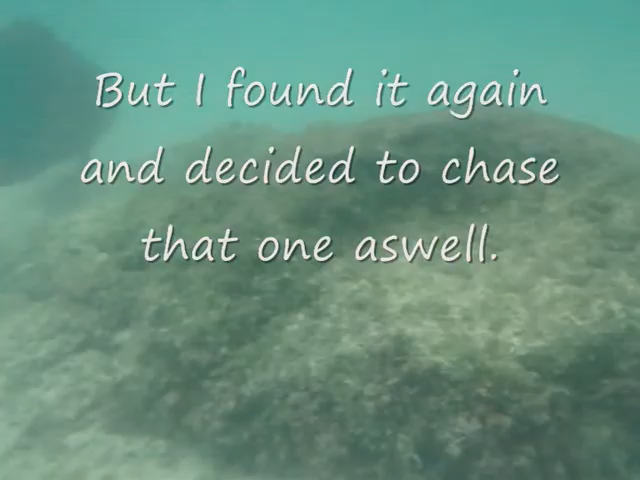 But I found it again
and decided to chase
that one aswell.